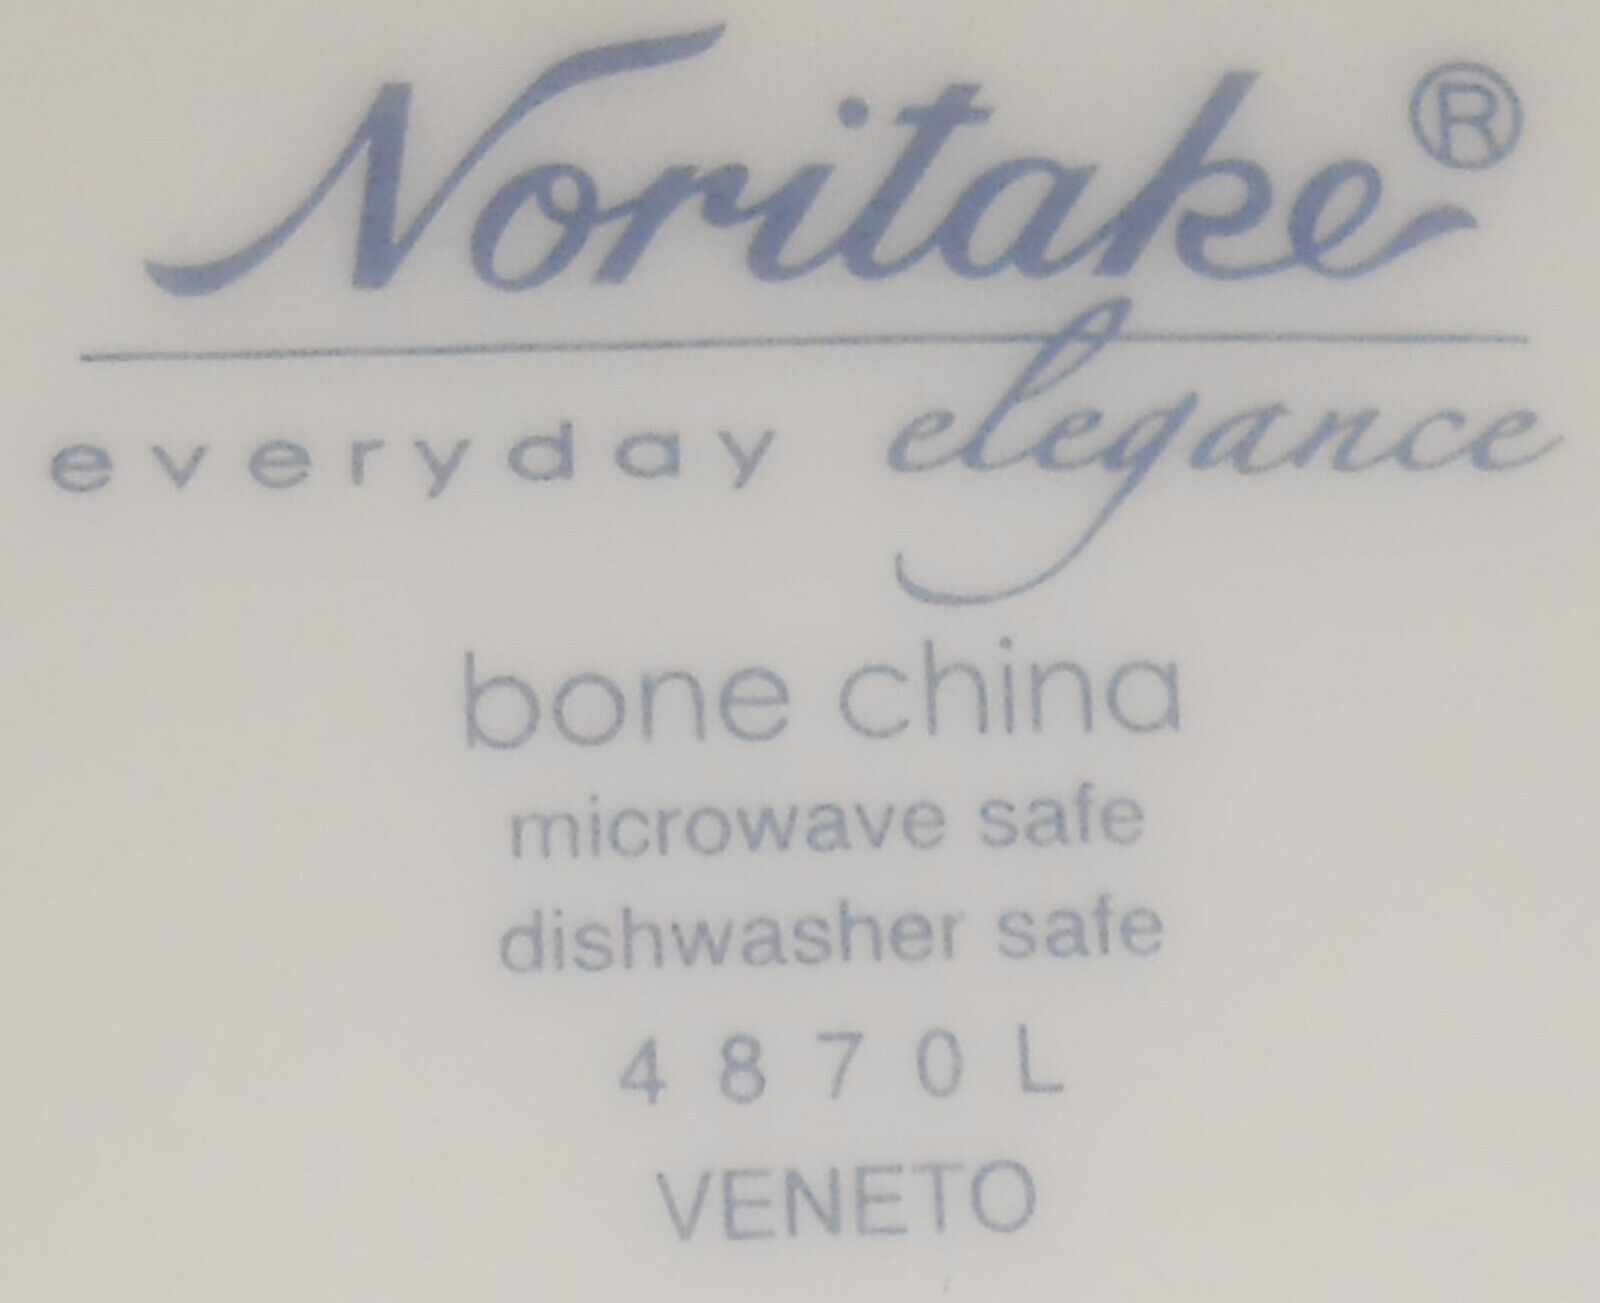 Noritake®
everyday elegance
bone china
microwave safe
dishwasher safe
4870L
VENETO